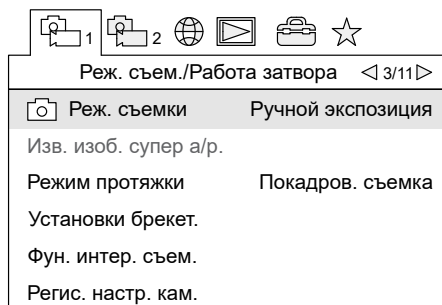 1 2
Реж. съем./Работа затвора 3/11
Реж. съемки Ручной экспозиция
Изв. изоб. супер а/р.
Режим протяжки Покадров. съемка
Установки брекет.
Фун. интер. съем.
Регис. настр. кам.